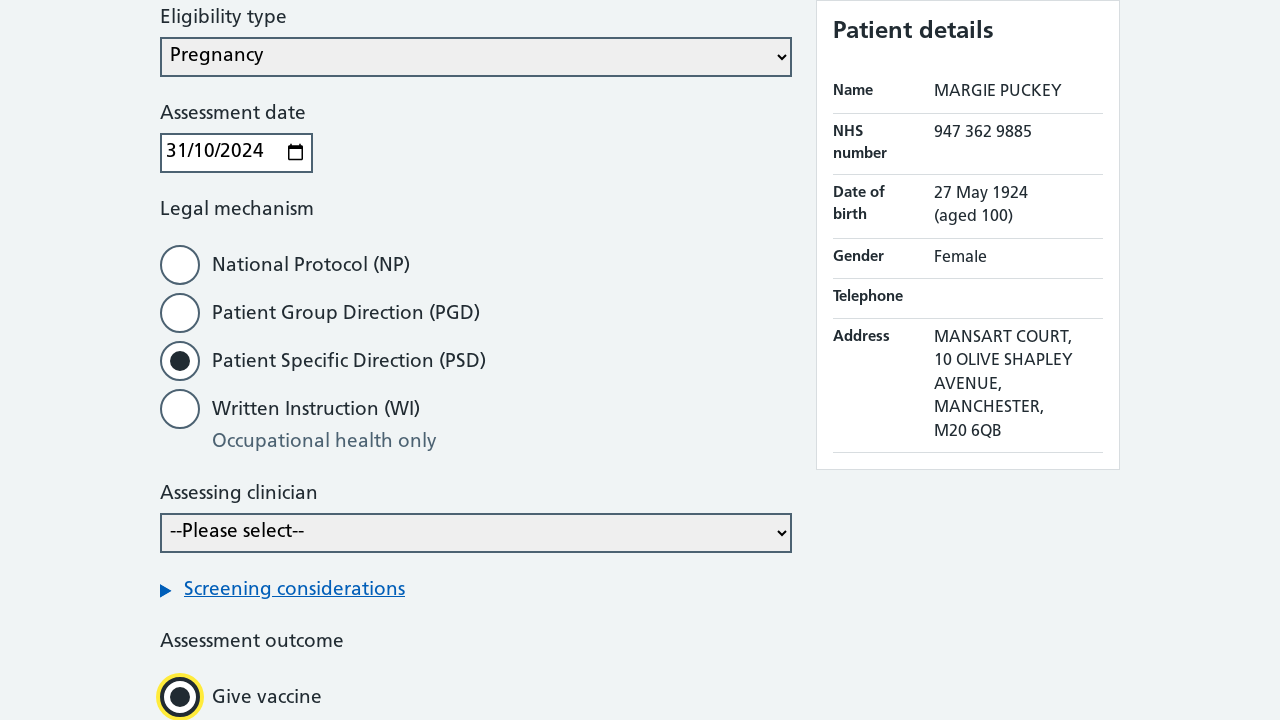 Eligibility type
Pregnancy
Assessment date
31/10/2024
Legal mechanism
National Protocol (NP)
Patient Group Direction (PGD)
Patient Specific Direction (PSD)
Written Instruction (WI)
Occupational health only
Assessing clinician
--Please select--
Screening considerations
Assessment outcome
Give vaccine
Patient details
Name MARGIE PUCKEY
NHS number 947 362 9885
Date of birth 27 May 1924
(aged 100)
Gender Female
Telephone
Address MANSART COURT,
10 OLIVE SHAPLEY
AVENUE,
MANCHESTER,
M20 6QB